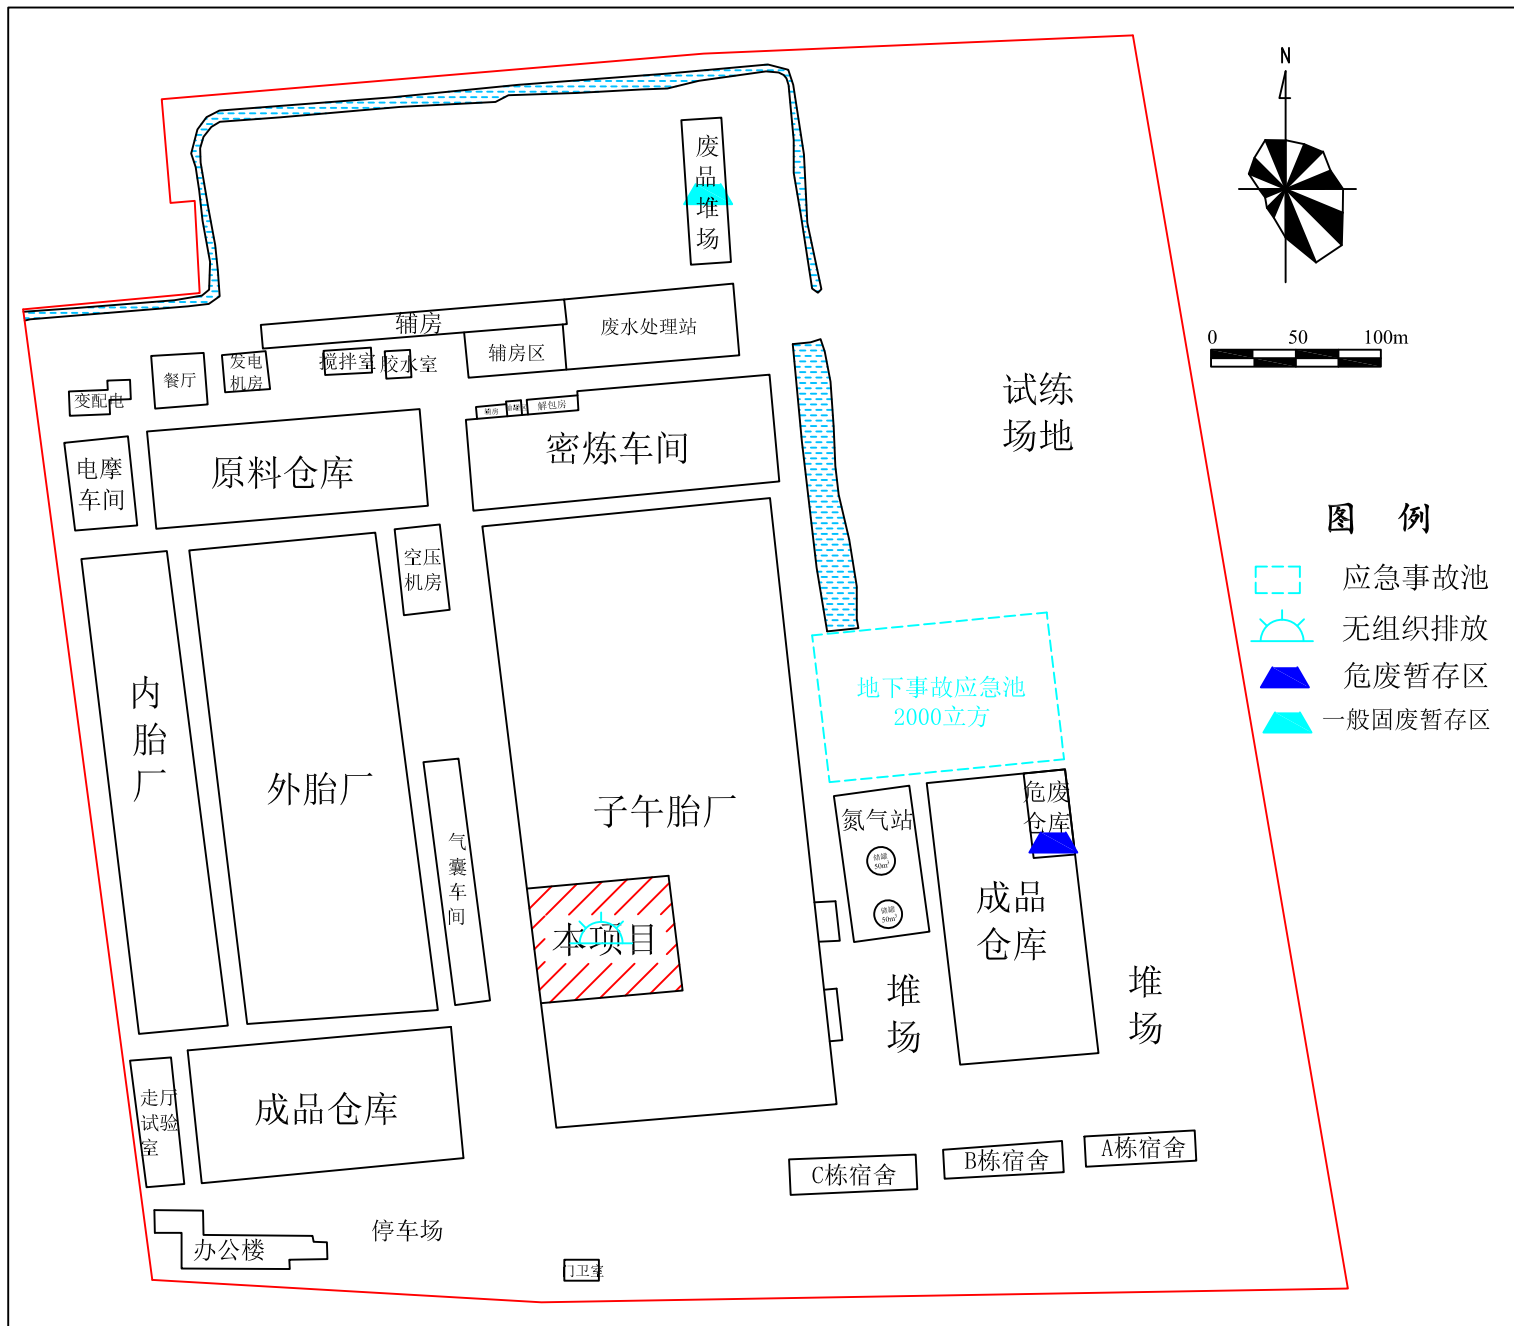 N
0 50 100m
废
品
堆
场
辅房
废水处理站
辅房区
发电
机房
搅拌室
胶水室
餐厅
变配电
辅房
解包房
试练
场地
密炼车间
原料仓库
电摩
车间
空压
机房
图 例
应急事故池
无组织排放
危废暂存区
一般固废暂存区
内
胎
厂
外胎厂
子午胎厂
地下事故应急池
2000立方
氮气站
储罐
50m³
储罐
50m³
危废
仓库
成品
仓库
气
囊
车
间
本项目
堆
场
堆
场
走厅
试验
室
成品仓库
C栋宿舍
B栋宿舍
A栋宿舍
办公楼
停车场
门卫室